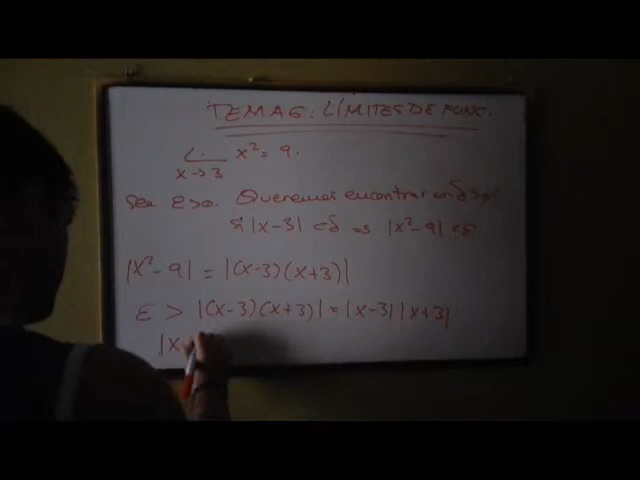 TEMA 6: LÍMITES DE FUNC.
L. x² = 9.
x→3
Sea ε>0. Queremos encontrar un δ>0
si |x-3| <δ ⇒ |x²-9| <ε.
|x²-9| = |(x-3)(x+3)|
ε > |(x-3)(x+3)| = |x-3||x+3|
|x